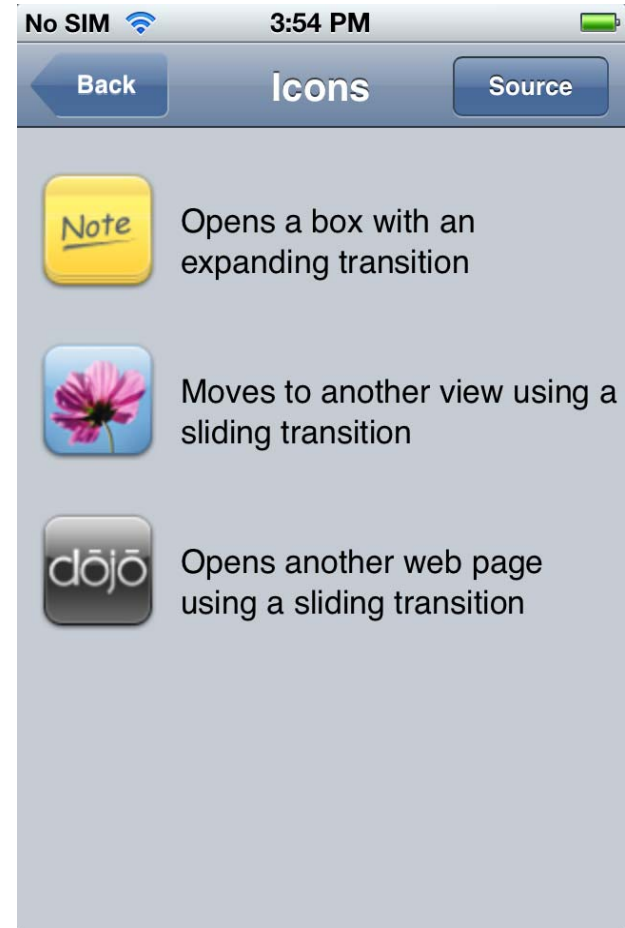 No SIM 3:54 PM
Back Icons Source
Note
Opens a box with an
expanding transition
Moves to another view using a
sliding transition
dōjō
Opens another web page
using a sliding transition